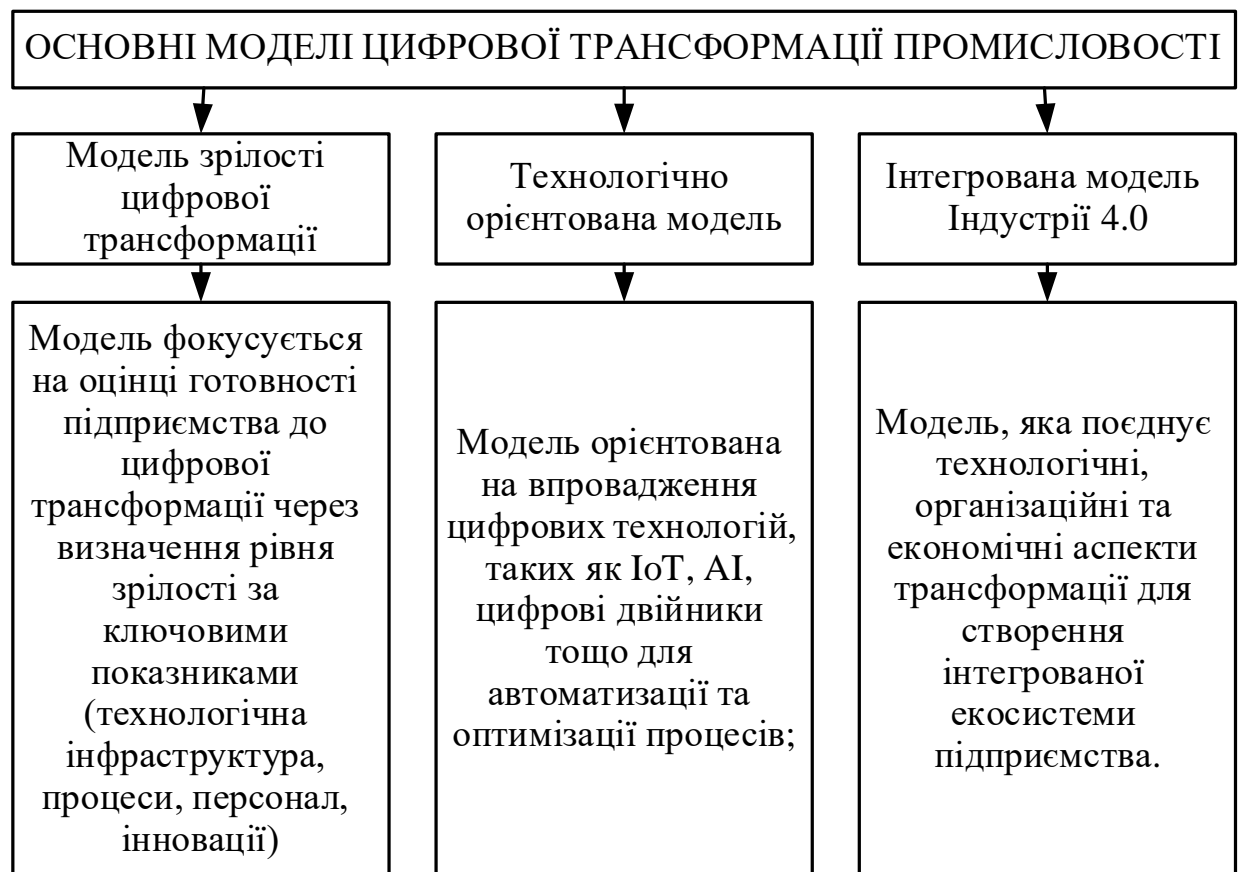 ОСНОВНІ МОДЕЛІ ЦИФРОВОЇ ТРАНСФОРМАЦІЇ ПРОМИСЛОВОСТІ
Модель зрілості
цифрової
трансформації
Технологічно
орієнтована модель
Інтегрована модель
Індустрії 4.0
Модель фокусується
на оцінці готовності
підприємства до
цифрової
трансформації через
визначення рівня
зрілості за
ключовими
показниками
(технологічна
інфраструктура,
процеси, персонал,
інновації)
Модель орієнтована
на впровадження
цифрових технологій,
таких як IoT, AI,
цифрові двійники
тощо для
автоматизації та
оптимізації процесів;
Модель, яка поєднує
технологічні,
організаційні та
економічні аспекти
трансформації для
створення
інтегрованої
екосистеми
підприємства.